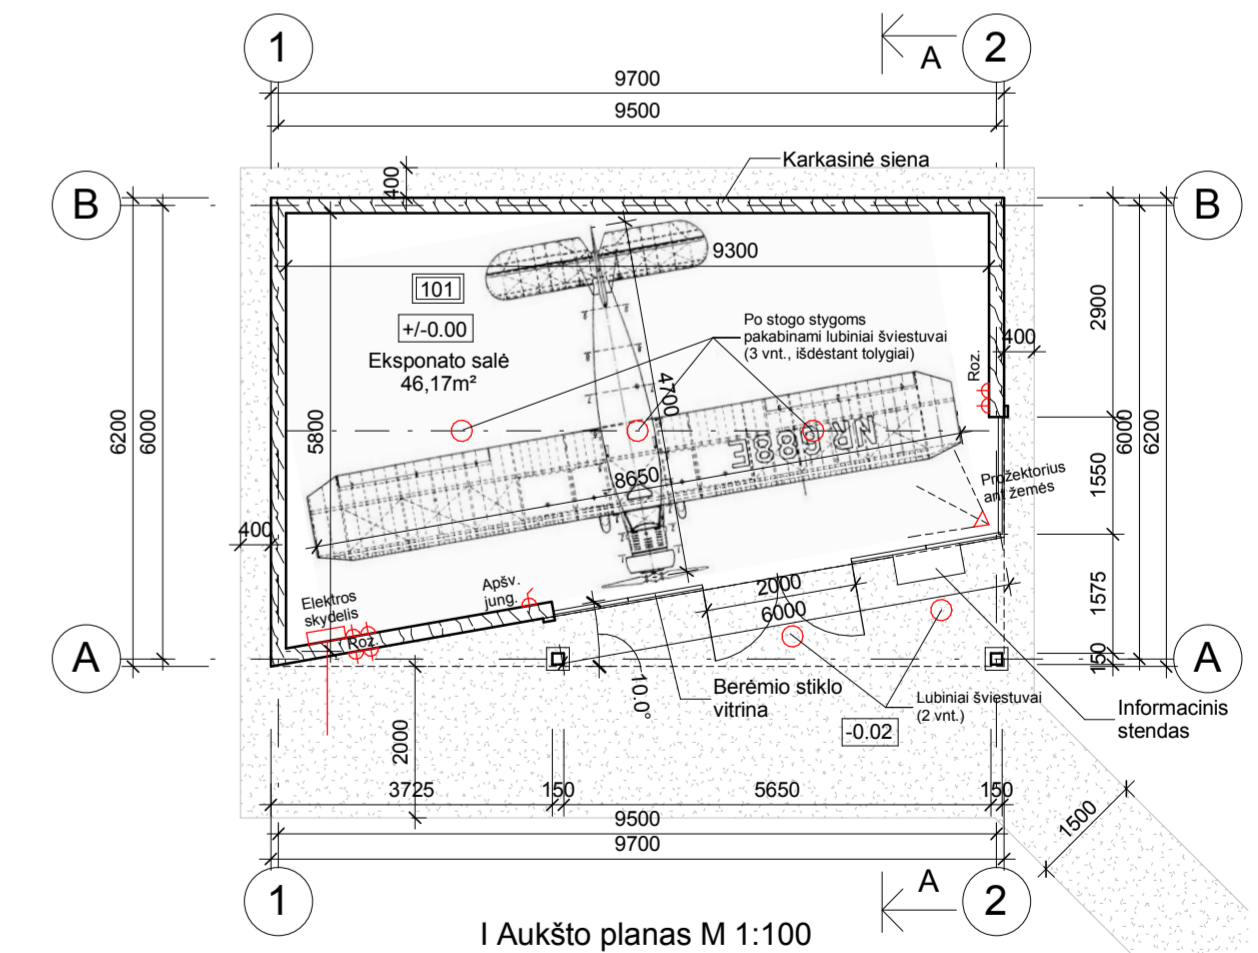 1
2
A
9700
9500
Karkasinė siena
400
B
B
9300
101
+/-0.00
Eksponato salė
46,17m²
Po stogo stygoms
pakabinami lubiniai šviestuvai
(3 vnt., išdėstant tolygiai)
2900
400
Roz.
4700
NR 688E
8650
6200
6000
5800
6000
6200
1550
Prožektorius
ant žemės
400
Elektros
skydelis
Roz.
Apšv.
jung.
2000
6000
1575
150
A
A
10.0°
Berėmio stiklo
vitrina
Lubiniai šviestuvai
(2 vnt.)
-0.02
Informacinis
stendas
2000
3725
150
5650
150
9500
9700
1500
1
2
A
I Aukšto planas M 1:100